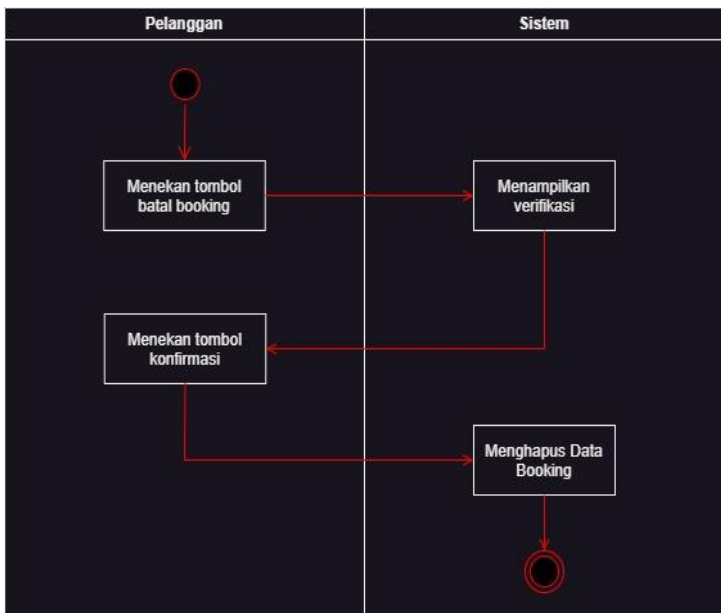 Pelanggan
Sistem
Menekan tombol
batal booking
Menampilkan
verifikasi
Menekan tombol
konfirmasi
Menghapus Data
Booking